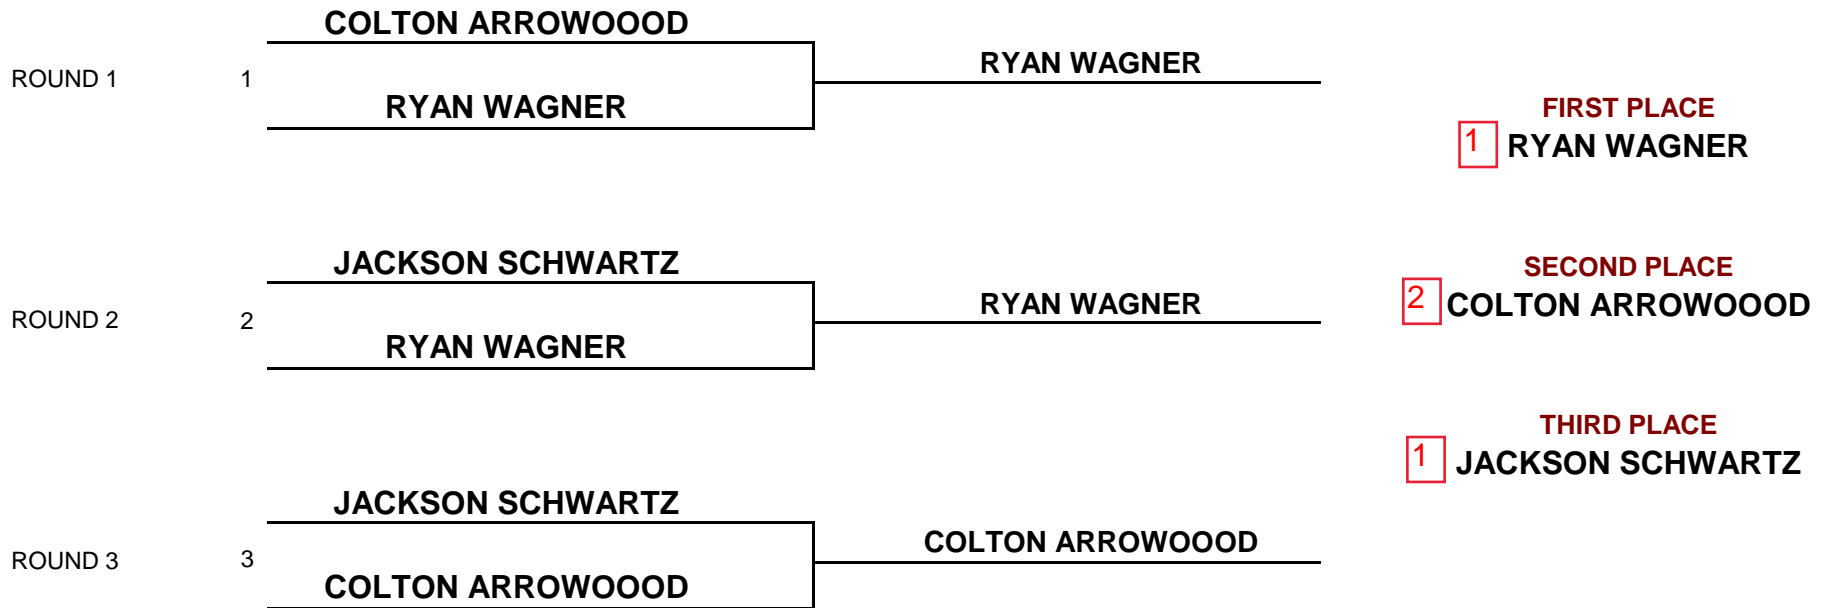 COLTON ARROWOOOD
ROUND 1 1 RYAN WAGNER
RYAN WAGNER
FIRST PLACE
1 RYAN WAGNER
JACKSON SCHWARTZ
ROUND 2 2 RYAN WAGNER
RYAN WAGNER
SECOND PLACE
2 COLTON ARROWOOOD
THIRD PLACE
1 JACKSON SCHWARTZ
JACKSON SCHWARTZ
ROUND 3 3 COLTON ARROWOOOD
COLTON ARROWOOOD